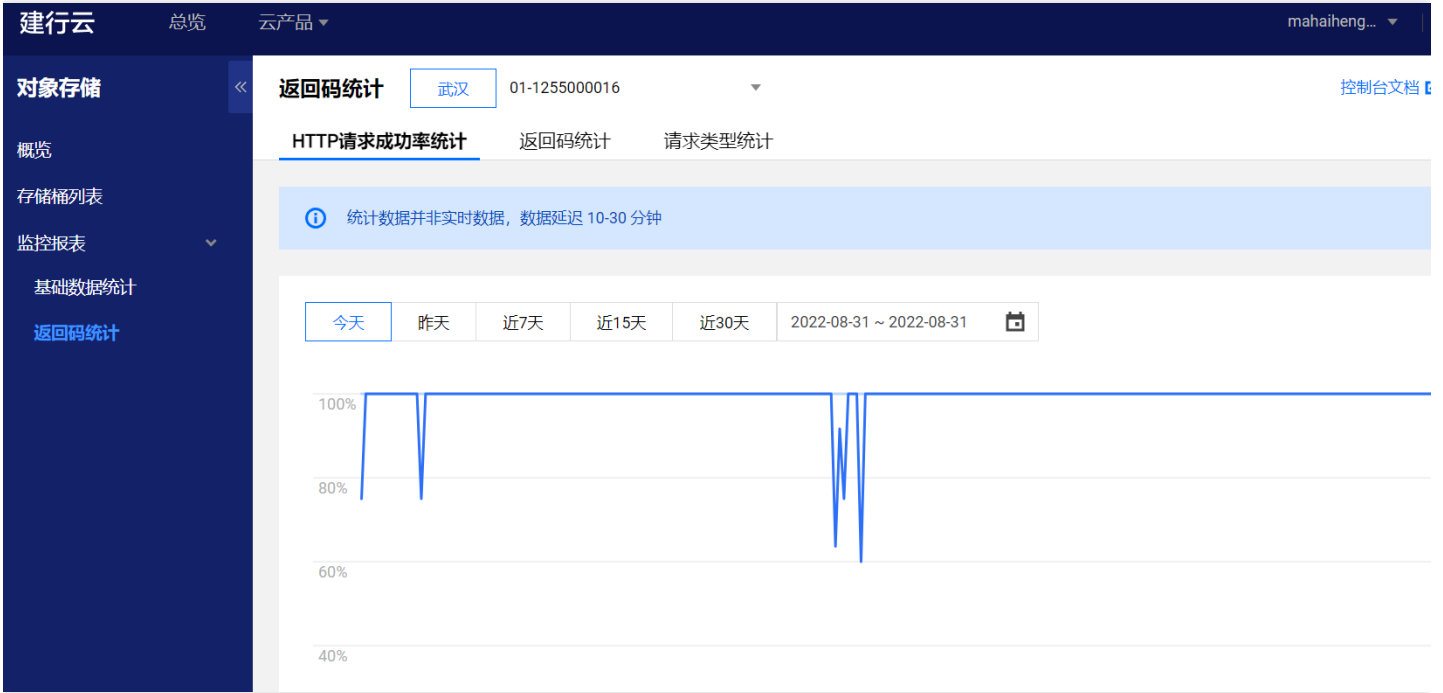 建行云 总览 云产品 mahaiheng...
对象存储 « 返回码统计 武汉 01-1255000016 控制台文档
HTTP请求成功率统计 返回码统计 请求类型统计
概览
存储桶列表
统计数据并非实时数据，数据延迟 10-30 分钟
监控报表
基础数据统计
返回码统计
今天 昨天 近7天 近15天 近30天 2022-08-31 ~ 2022-08-31
100%
80%
60%
40%